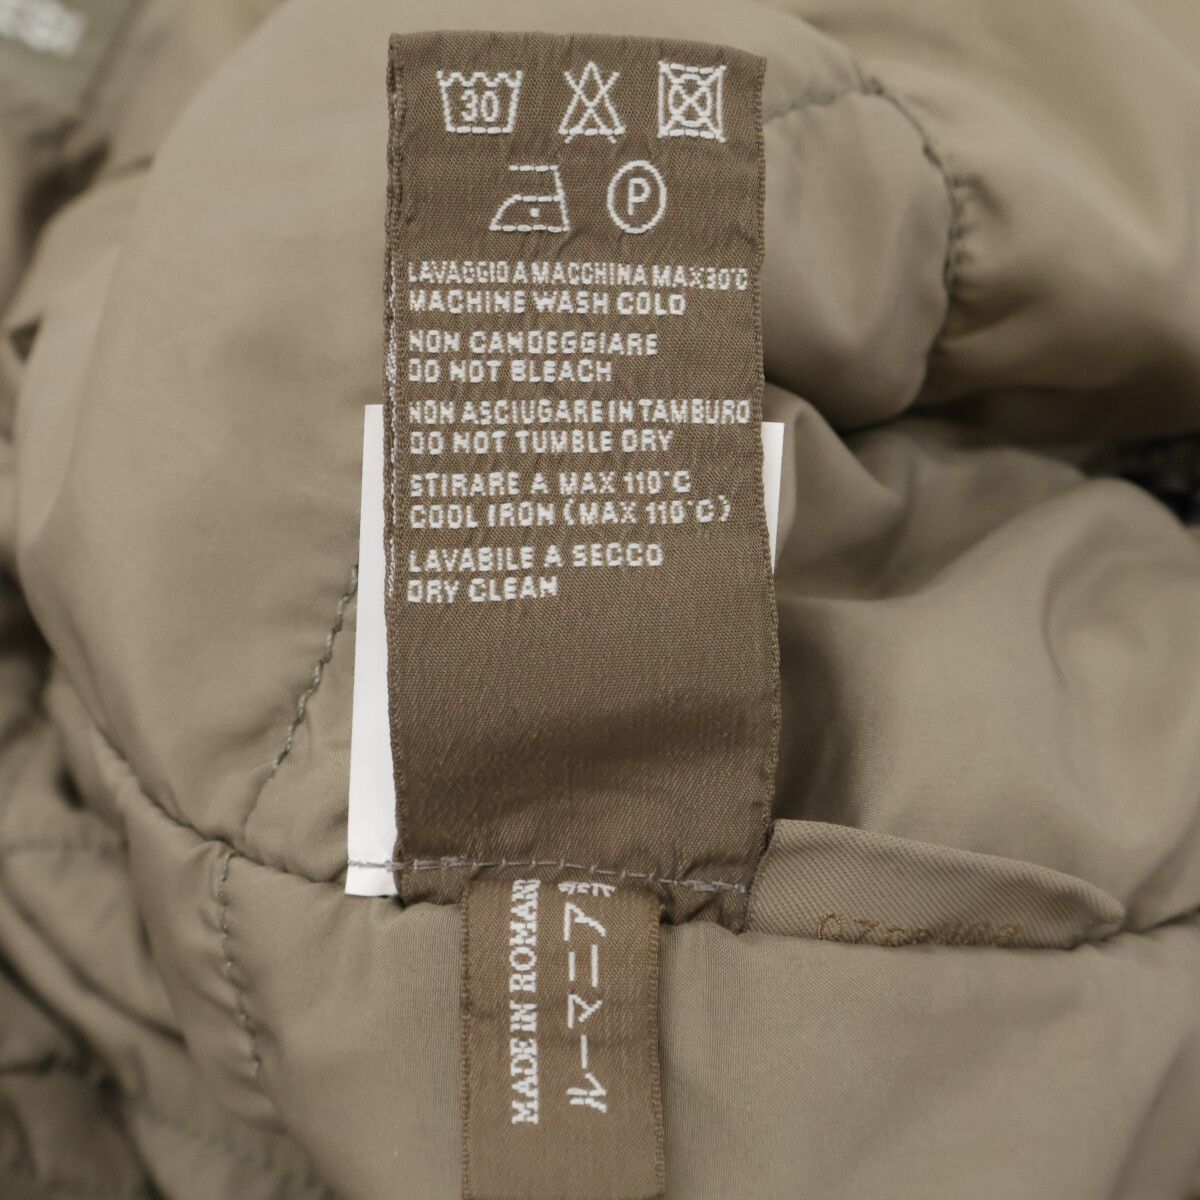 30
P
LAVAGGIO A MACCHINA MAX 30°C
MACHINE WASH COLD
NON CANDEGGIARE
DO NOT BLEACH
NON ASCIUGARE IN TAMBURO
DO NOT TUMBLE DRY
STIRARE A MAX 110°C
COOL IRON (MAX 110°C)
LAVABILE A SECCO
DRY CLEAN
MADE IN ROMAN
ルーマニア